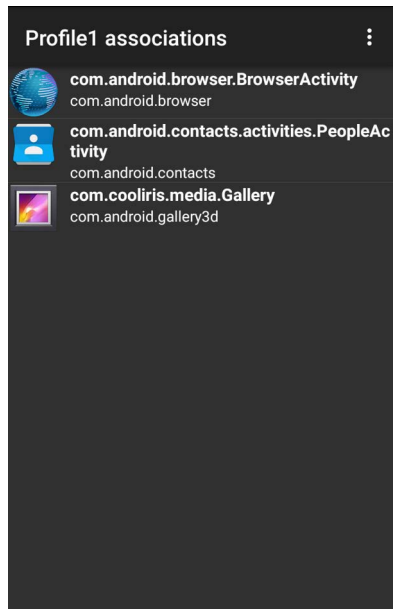 Profile1 associations
com.android.browser.BrowserActivity
com.android.browser
com.android.contacts.activities.PeopleAc
tivity
com.android.contacts
com.cooliris.media.Gallery
com.android.gallery3d